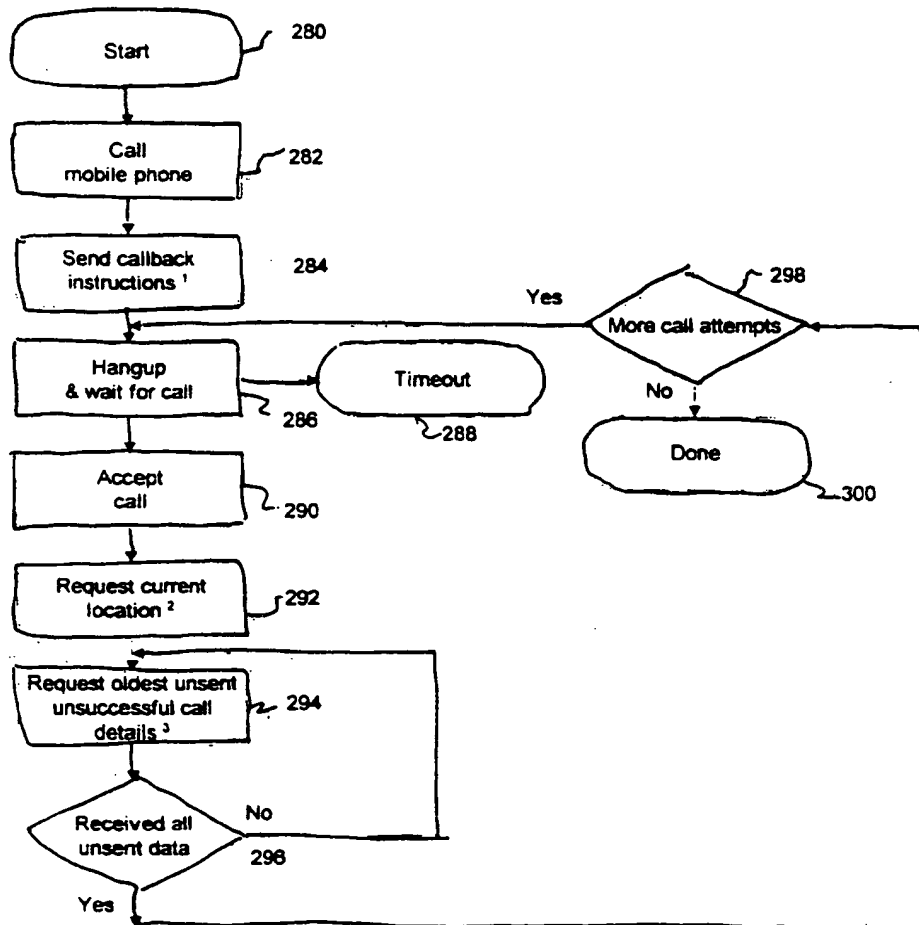 Start
280
Call
mobile phone
282
Send callback
instructions ¹
284
298
Yes
More call attempts
Hangup
& wait for call
286
Timeout
288
No
Done
300
Accept
call
290
Request current
location ²
292
Request oldest unsent
unsuccessful call
details ³
294
Received all
unsent data
No
296
Yes